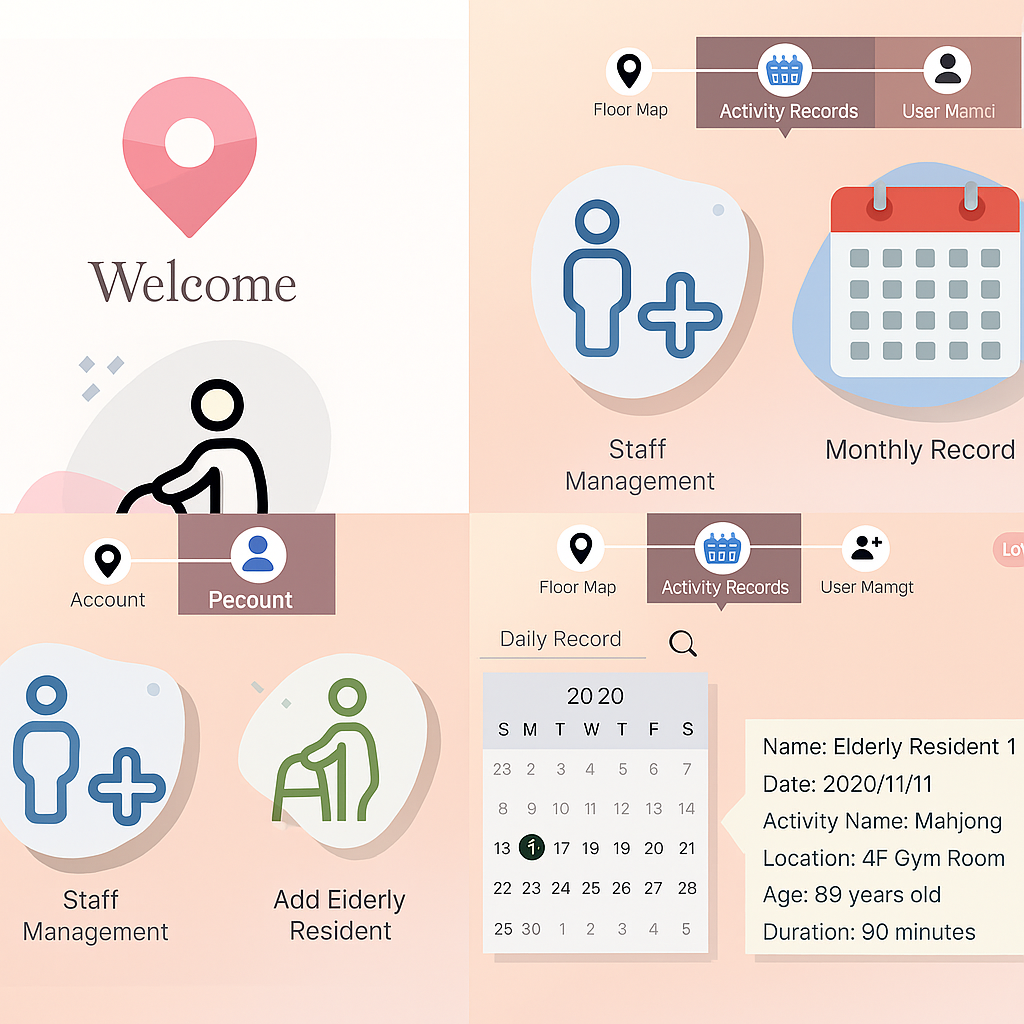 Welcome
Floor Map
Activity Records
User Mamci
Staff
Management
Monthly Record
Account
Pecount
Staff
Management
Add Eiderly
Resident
Floor Map
Activity Records
User Mamgt
Lov
Daily Record
20 20
S M T W T F S
23 2 3 4 5 6 7
8 9 10 11 12 13 14
13 1 17 19 19 20 21
22 23 24 25 26 27 28
25 30 1 2 3 4 5
Name: Elderly Resident 1
Date: 2020/11/11
Activity Name: Mahjong
Location: 4F Gym Room
Age: 89 years old
Duration: 90 minutes